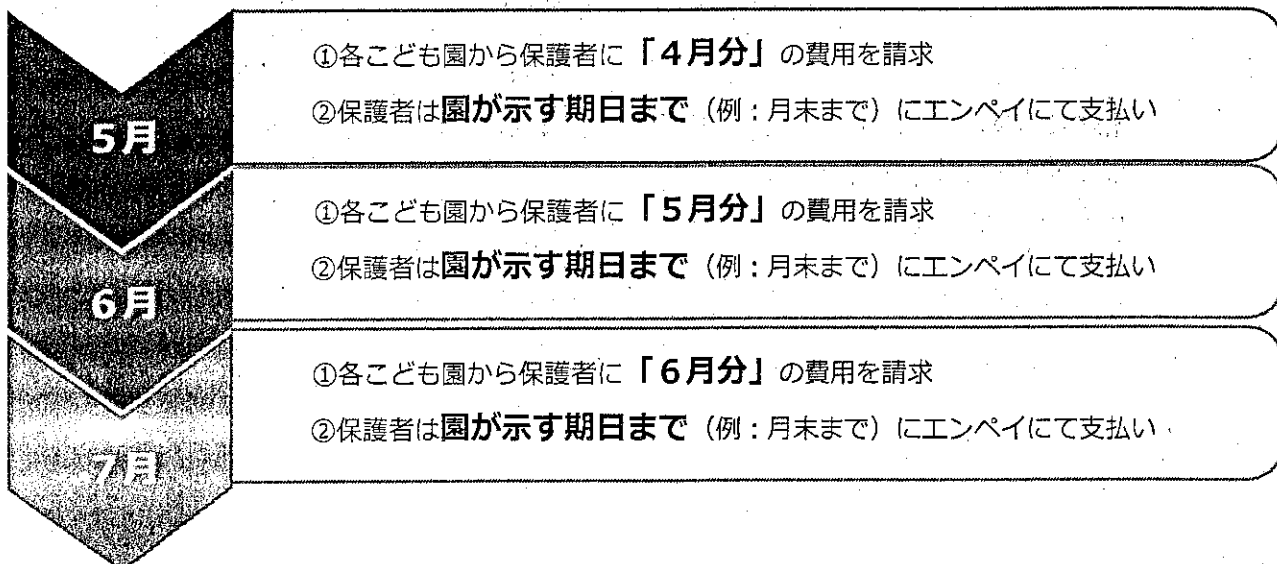 5月
①各こども園から保護者に「4月分」の費用を請求
②保護者は園が示す期日まで（例：月末まで）にエンペイにて支払い
6月
①各こども園から保護者に「5月分」の費用を請求
②保護者は園が示す期日まで（例：月末まで）にエンペイにて支払い
7月
①各こども園から保護者に「6月分」の費用を請求
②保護者は園が示す期日まで（例：月末まで）にエンペイにて支払い